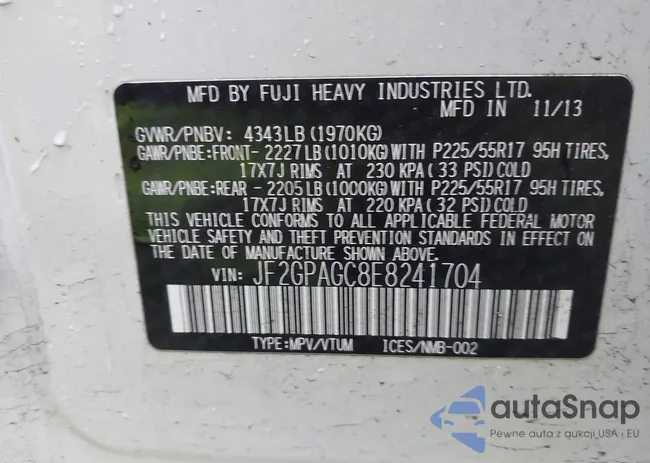 MFD BY FUJI HEAVY INDUSTRIES LTD.
MFD IN 11/13
GVWR/PNBV: 4343LB(1970KG)
GAWR/PNBE:FRONT-2227LB(1010KG)WITH P225/55R17 95H TIRES,
17X7J RIMS AT 230 KPA(33 PSI)COLD
GAWR/PNBE:REAR -2205LB(1000KG)WITH P225/55R17 95H TIRES,
17X7J RIMS AT 220 KPA(32 PSI)COLD
THIS VEHICLE CONFORMS TO ALL APPLICABLE FEDERAL MOTOR
VEHICLE SAFETY AND THEFT PREVENTION STANDARDS IN EFFECT ON
THE DATE OF MANUFACTURE SHOWN ABOVE.
VIN: JF2GPAGC8E8241704
TYPE:MPV/VTUM ICES/NMB-002
autaSnap
Pewne auta z aukcji USA i EU